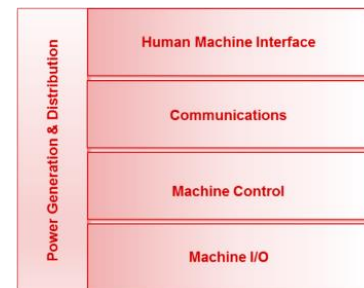 Power Generation & Distribution
Human Machine Interface
Communications
Machine Control
Machine I/O